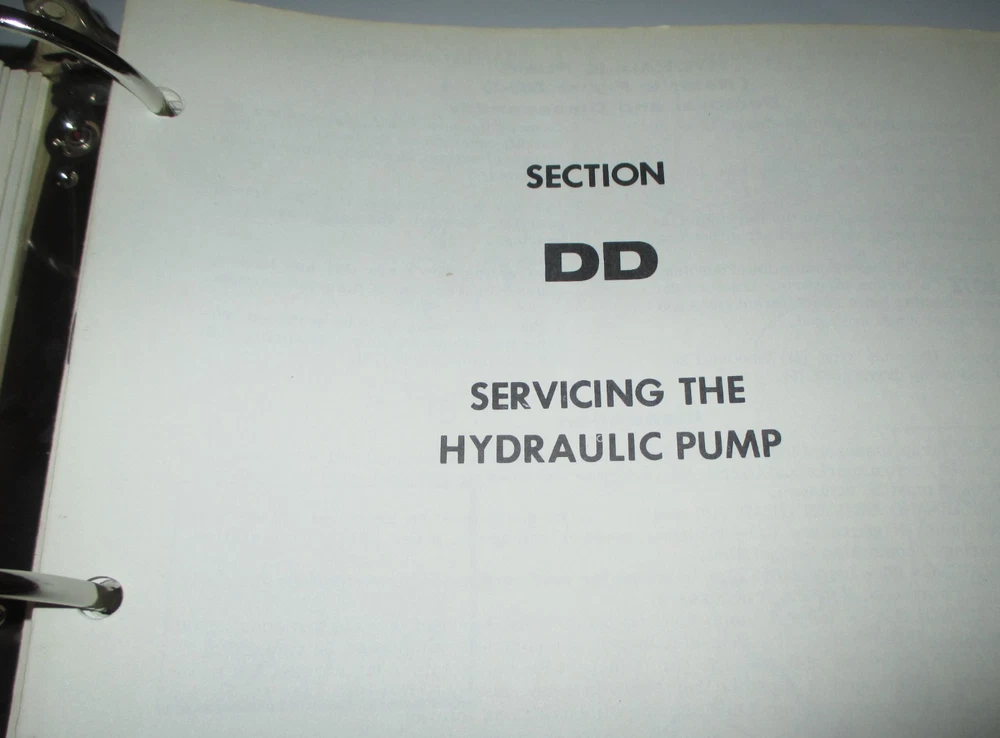 SECTION
DD
SERVICING THE
HYDRAULIC PUMP